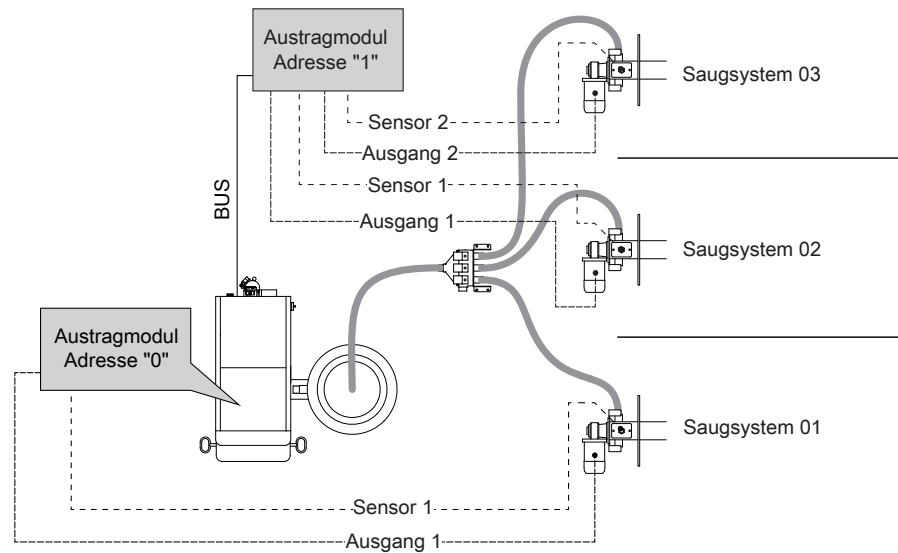 Austragmodul
Adresse "1"
Saugsystem 03
Sensor 2
Ausgang 2
Sensor 1
BUS
Ausgang 1
Saugsystem 02
Austragmodul
Adresse "0"
Saugsystem 01
Sensor 1
Ausgang 1